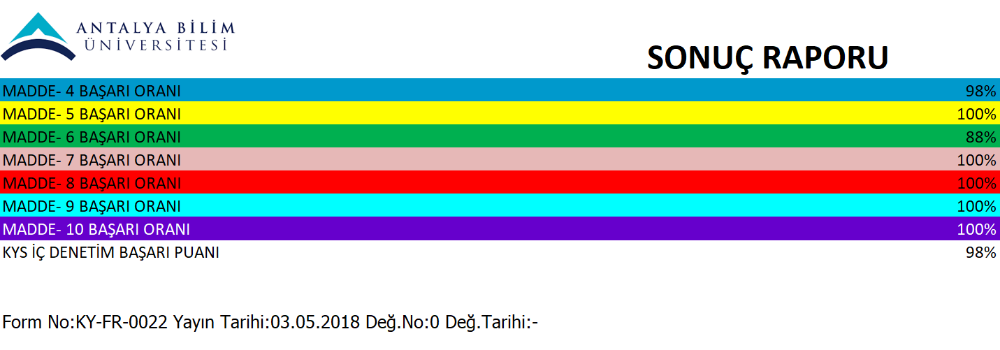 ANTALYA BİLİM
ÜNİVERSİTESİ
SONUÇ RAPORU
MADDE- 4 BAŞARI ORANI 98%
MADDE- 5 BAŞARI ORANI 100%
MADDE- 6 BAŞARI ORANI 88%
MADDE- 7 BAŞARI ORANI 100%
MADDE- 8 BAŞARI ORANI 100%
MADDE- 9 BAŞARI ORANI 100%
MADDE- 10 BAŞARI ORANI 100%
KYS İÇ DENETİM BAŞARI PUANI 98%
Form No:KY-FR-0022 Yayın Tarihi:03.05.2018 Değ.No:0 Değ.Tarihi:-